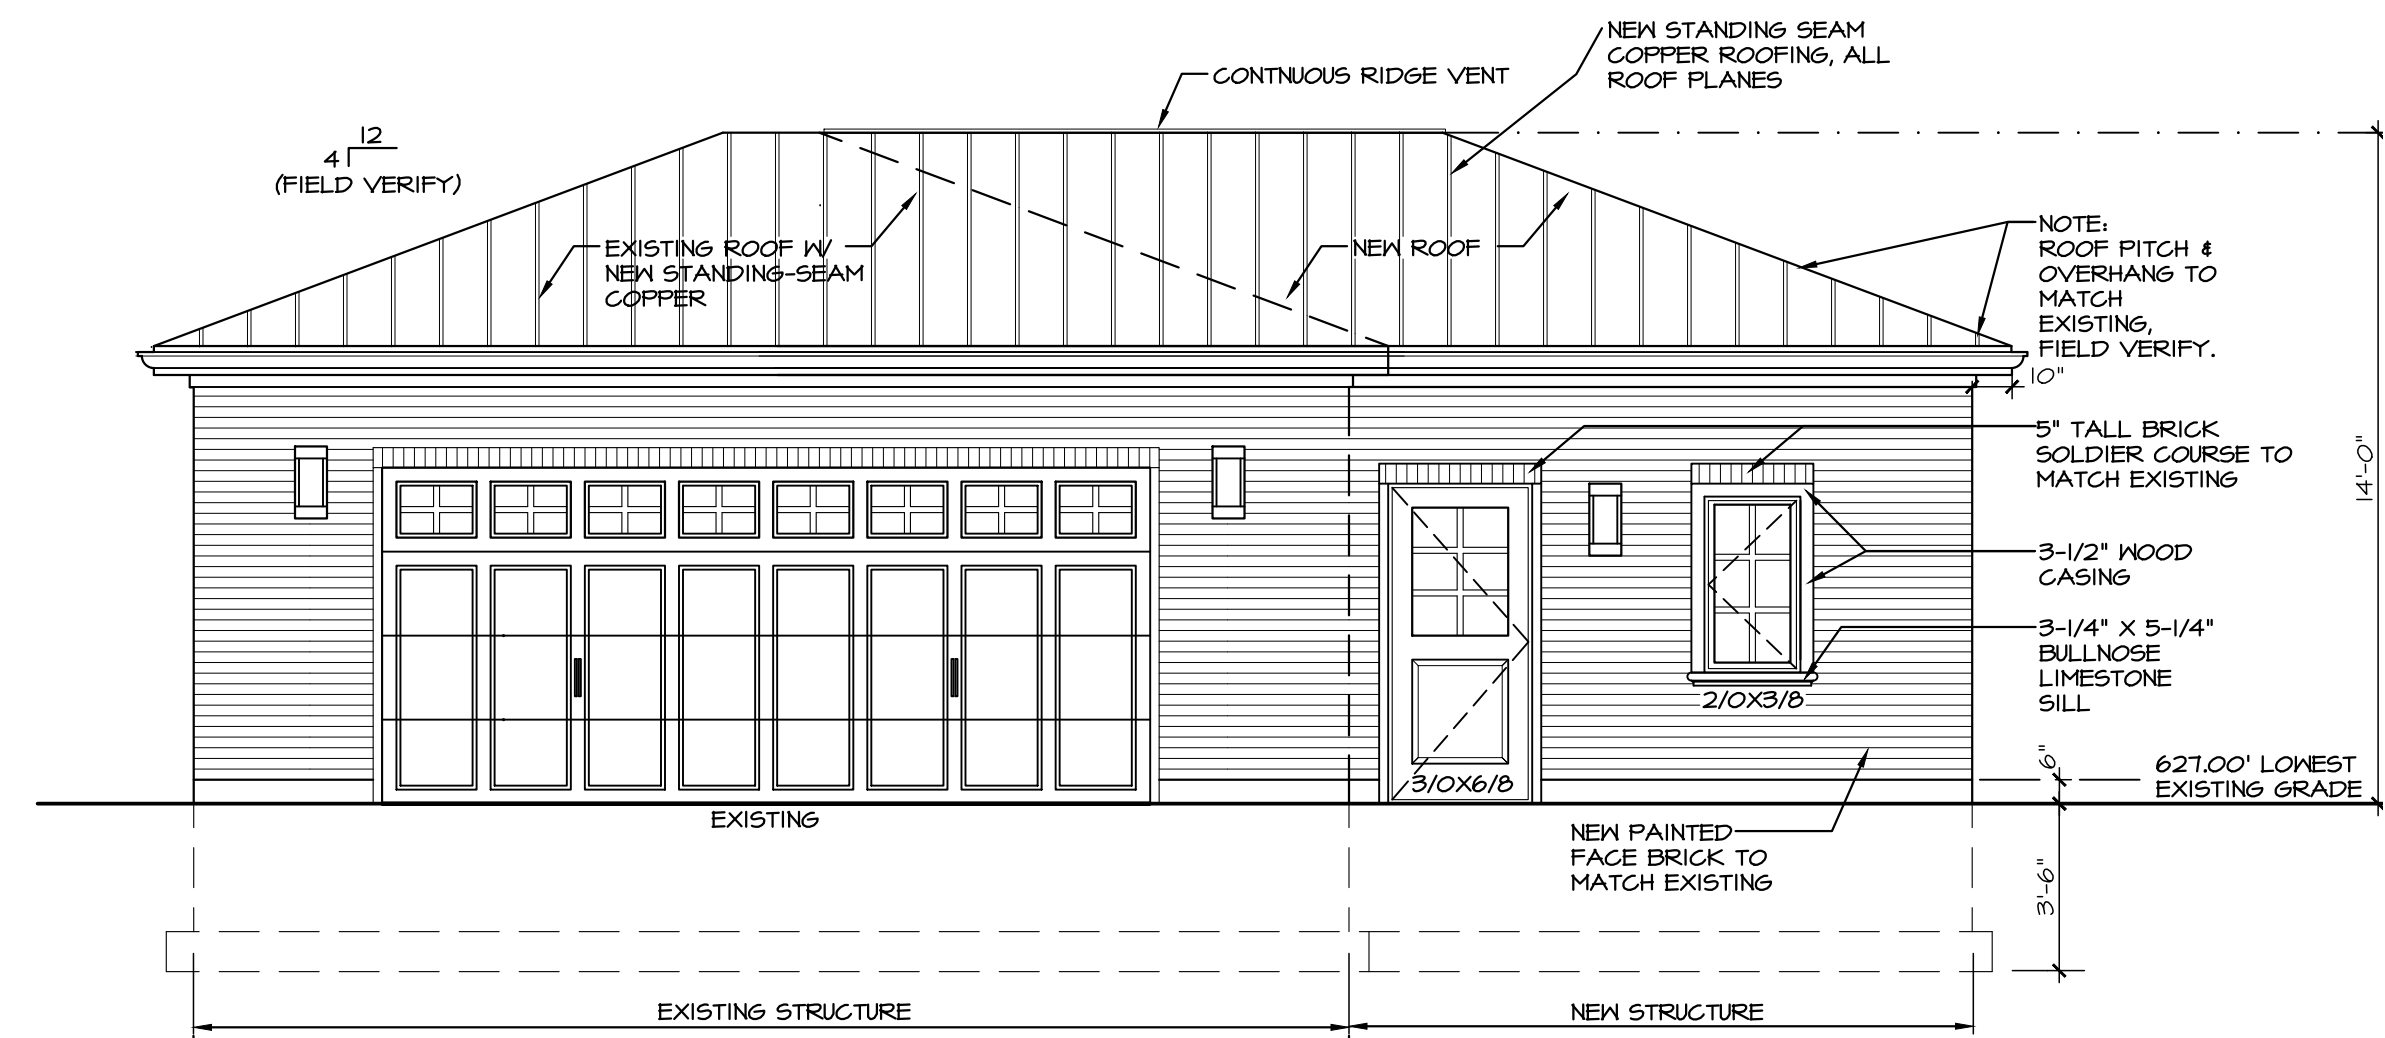 NEW STANDING SEAM
COPPER ROOFING, ALL
ROOF PLANES
CONTNUOUS RIDGE VENT
12
4
(FIELD VERIFY)
EXISTING ROOF W/
NEW STANDING-SEAM
COPPER
NEW ROOF
NOTE:
ROOF PITCH &
OVERHANG TO
MATCH
EXISTING,
FIELD VERIFY.
10"
5" TALL BRICK
SOLDIER COURSE TO
MATCH EXISTING
14'-0"
3-1/2" WOOD
CASING
3-1/4" X 5-1/4"
BULLNOSE
LIMESTONE
SILL
2/0X3/8
3/0X6/8
6"
627.00' LOWEST
EXISTING GRADE
EXISTING
NEW PAINTED
FACE BRICK TO
MATCH EXISTING
3'-6"
EXISTING STRUCTURE
NEW STRUCTURE